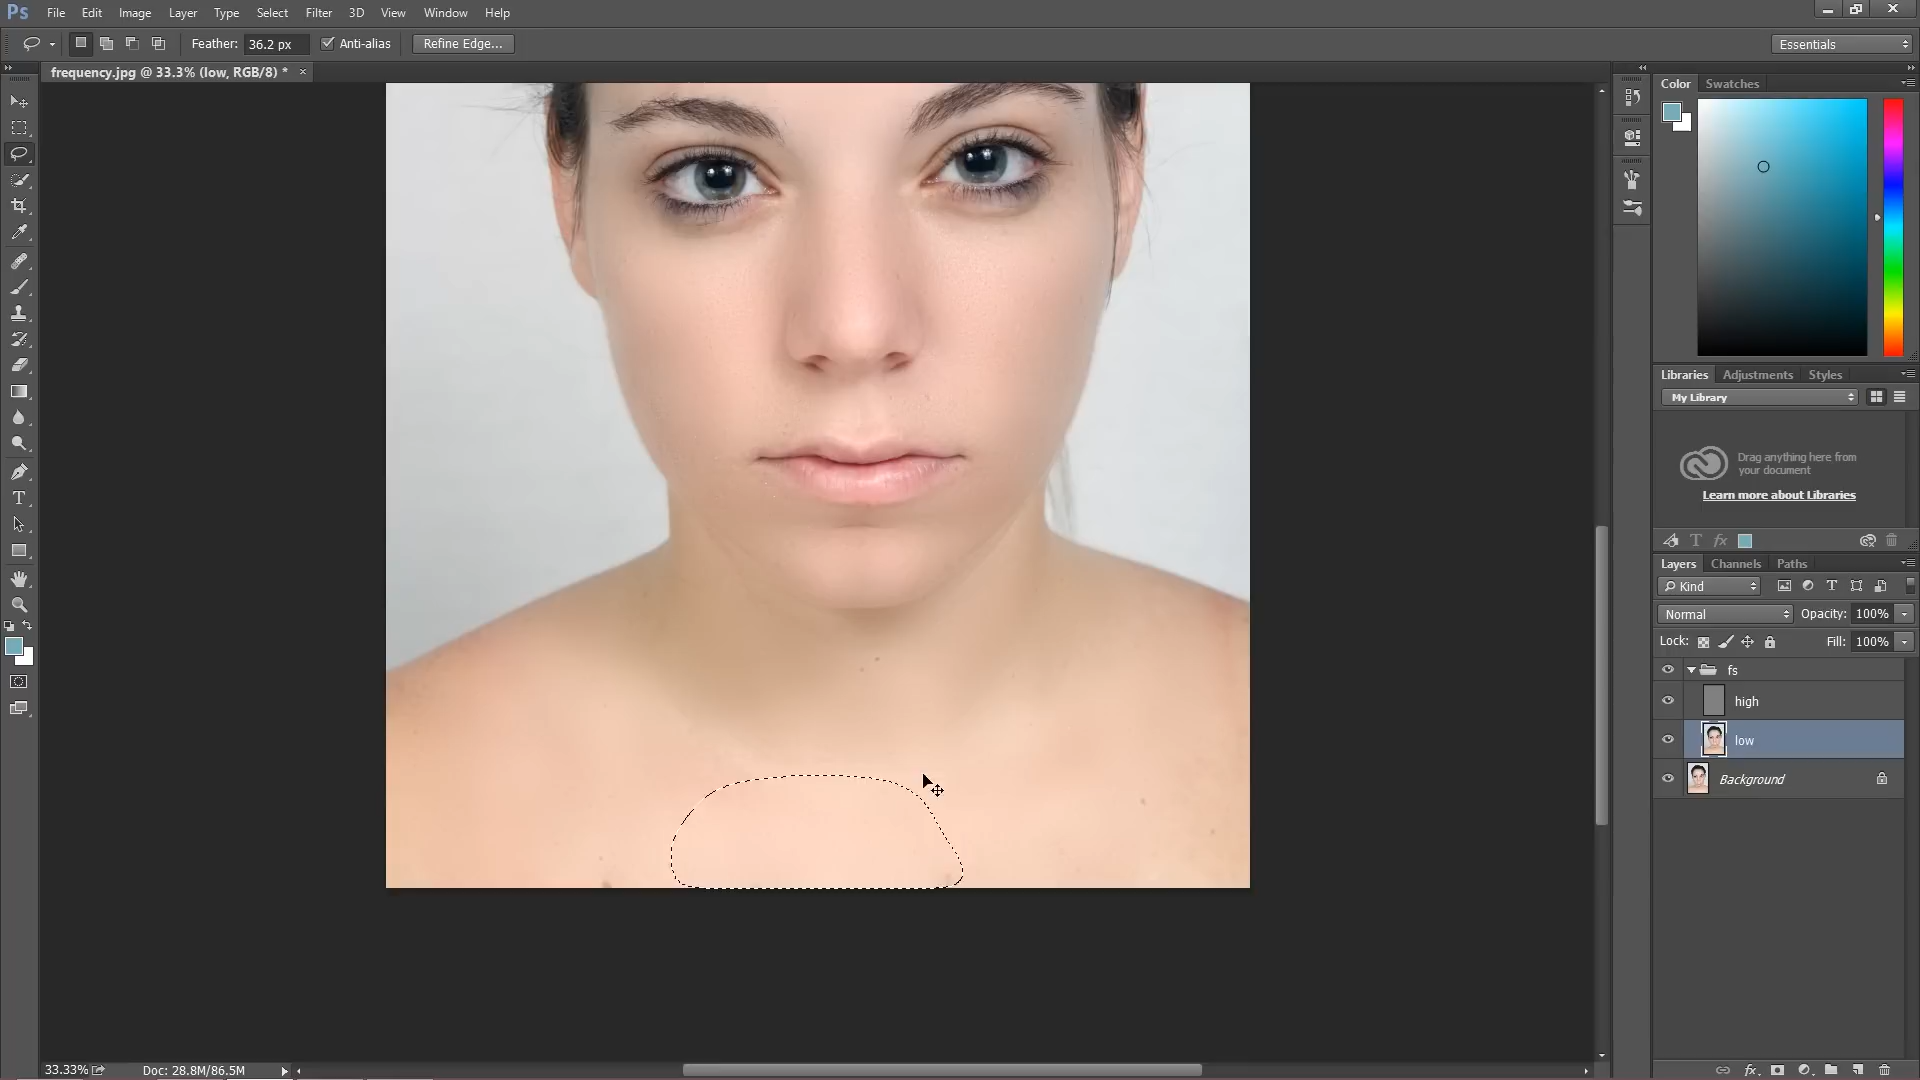 Ps File Edit Image Layer Type Select Filter 3D View Window Help
Feather: 36.2 px Anti-alias Refine Edge... Essentials
frequency.jpg @ 33.3% (low, RGB/8) * ×
Color Swatches
Libraries Adjustments Styles
My Library
Drag anything here from
your document
Learn more about Libraries
T fx
Layers Channels Paths
Kind T
Normal Opacity: 100%
Lock: Fill: 100%
fs
high
low
Background
33.33% Doc: 28.8M/86.5M
fx